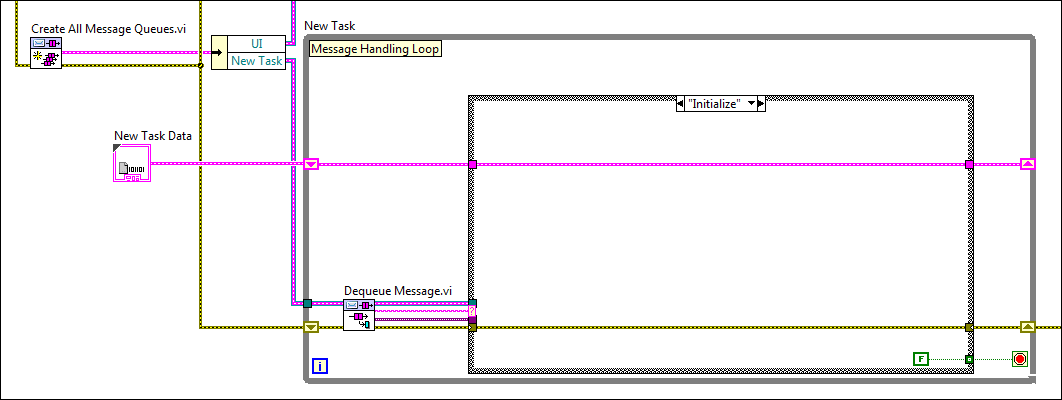 New Task
Create All Message Queues.vi
UI
Message Handling Loop
New Task
"Initialize"
New Task Data
Dequeue Message.vi
?
F
i